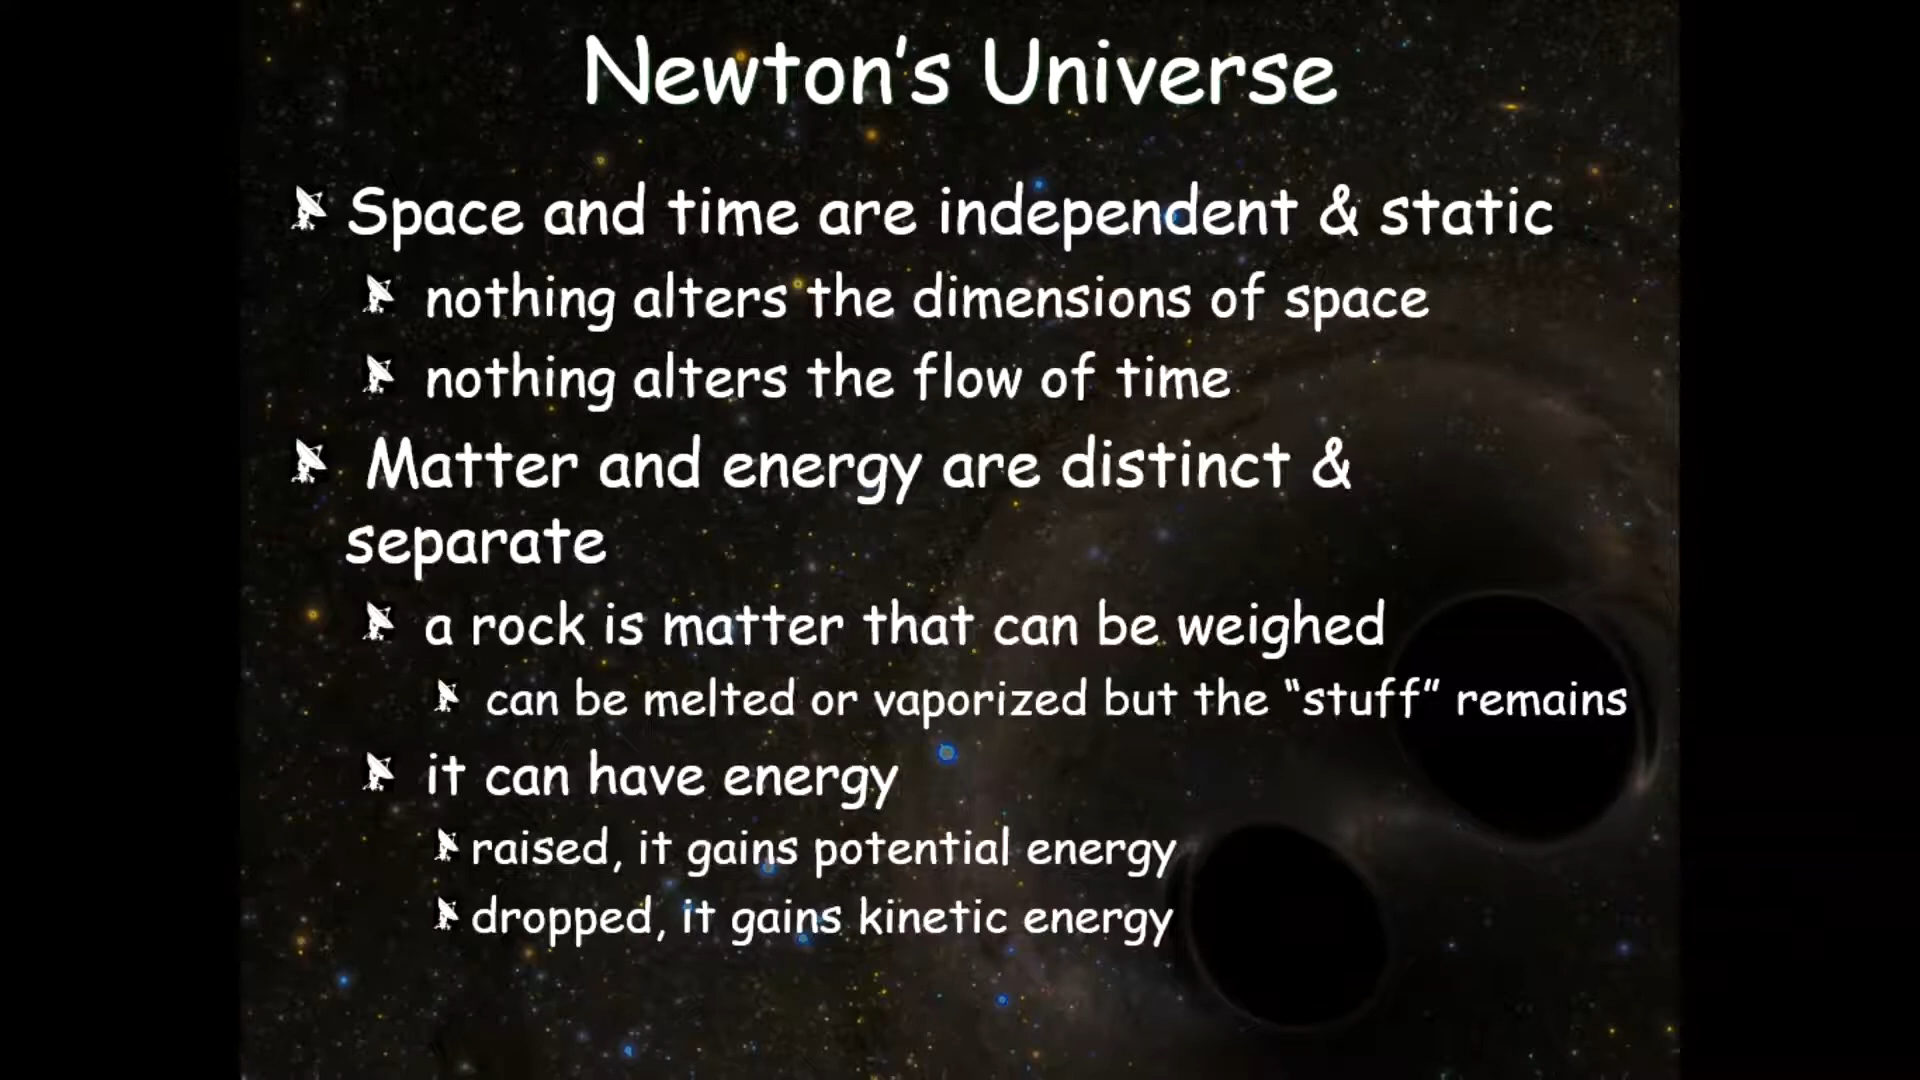 Newton's Universe
Space and time are independent & static
nothing alters the dimensions of space
nothing alters the flow of time
Matter and energy are distinct &
separate
a rock is matter that can be weighed
can be melted or vaporized but the “stuff” remains
it can have energy
raised, it gains potential energy
dropped, it gains kinetic energy